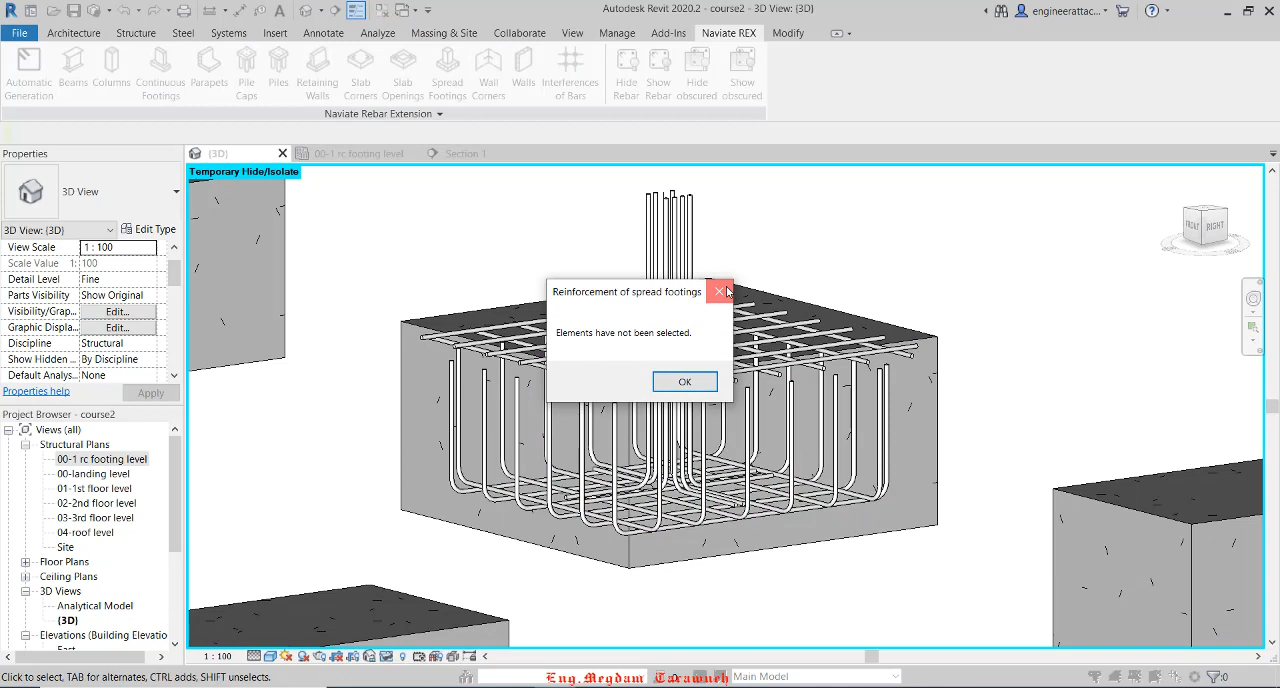 Autodesk Revit 2020.2 - course2 - 3D View: {3D}
engineerattac...
File Architecture Structure Steel Systems Insert Annotate Analyze Massing & Site Collaborate View Manage Add-Ins Naviate REX Modify
Automatic Generation
Beams
Columns
Continuous Footings
Parapets
Pile Caps
Piles
Retaining Walls
Slab Corners
Slab Openings
Spread Footings
Wall Corners
Walls
Interferences of Bars
Hide Rebar
Show Rebar
Hide obscured
Show obscured
Naviate Rebar Extension
Properties
{3D}
00-1 rc footing level
Section 1
Temporary Hide/Isolate
3D View
3D View: {3D}
Edit Type
View Scale 1 : 100
Scale Value 1: 100
Detail Level Fine
Parts Visibility Show Original
Visibility/Grap... Edit...
Graphic Displa... Edit...
Discipline Structural
Show Hidden ... By Discipline
Default Analys... None
Properties help
Apply
FRONT RIGHT
Reinforcement of spread footings
Elements have not been selected.
OK
Project Browser - course2
Views (all)
Structural Plans
00-1 rc footing level
00-landing level
01-1st floor level
02-2nd floor level
03-3rd floor level
04-roof level
Site
Floor Plans
Ceiling Plans
3D Views
Analytical Model
{3D}
Elevations (Building Elevatio
East
1 : 100
Click to select, TAB for alternates, CTRL adds, SHIFT unselects.
Eng.Meqdam Tarawneh
Main Model
:0